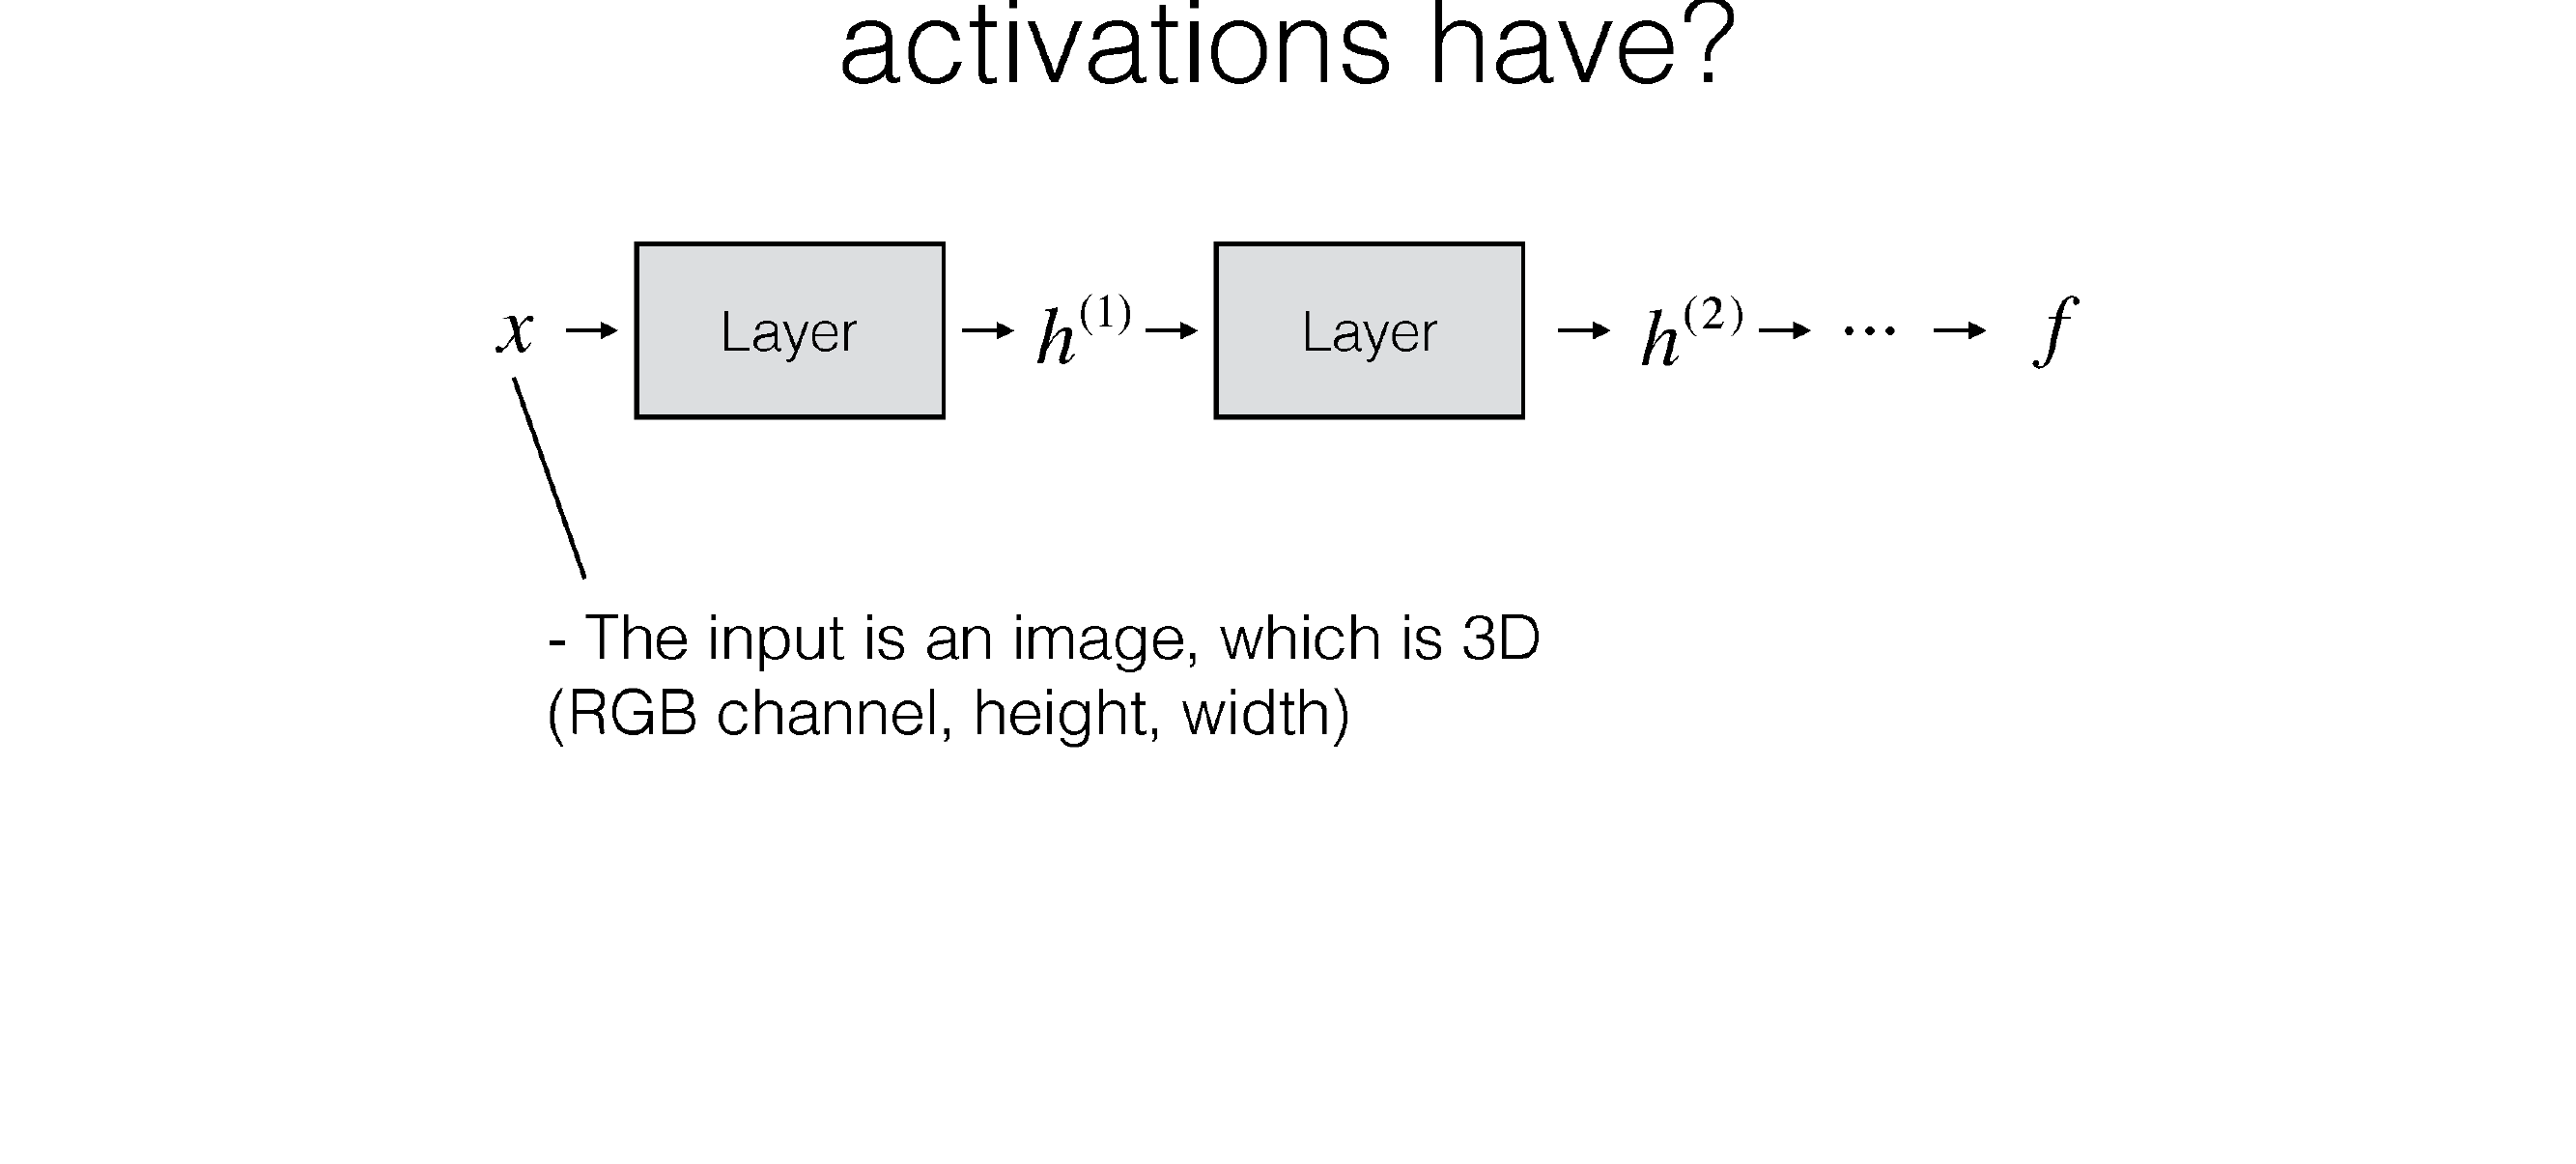 activations have?
x → Layer → h^(1) → Layer → h^(2) → ··· → f
- The input is an image, which is 3D
(RGB channel, height, width)